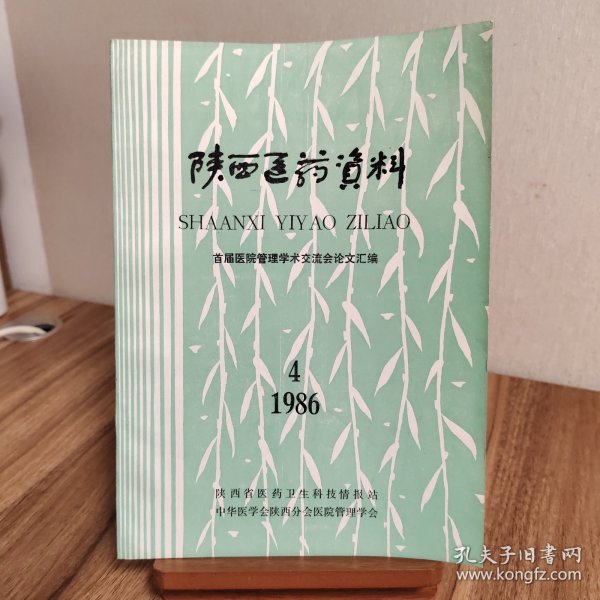 陕西医药資料
SHAANXI YIYAO ZILIAO
首届医院管理学术交流会论文汇编
4
1986
陕西省医药卫生科技情报站
中华医学会陕西分会医院管理学会
孔夫子旧書网
www.kongfz.com